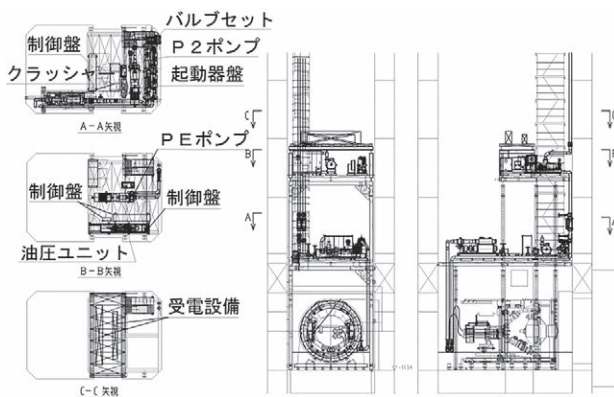 バルブセット
制御盤
P2ポンプ
クラッシャ
起動器盤
A-A矢視
PEポンプ
制御盤
制御盤
油圧ユニット
B-B矢視
受電設備
C-C 矢視
C
B
A